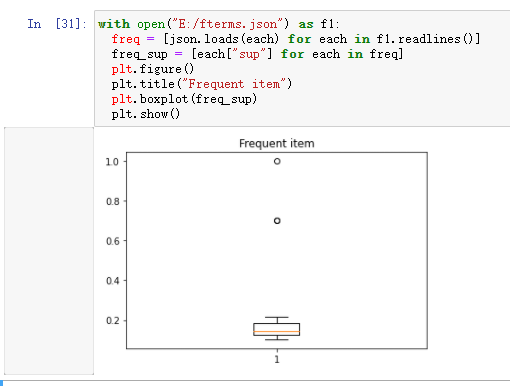 In [31]:
with open("E:/fterms.json") as f1:
freq = [json.loads(each) for each in f1.readlines()]
freq_sup = [each["sup"] for each in freq]
plt.figure()
plt.title("Frequent item")
plt.boxplot(freq_sup)
plt.show()
Frequent item
1.0
0.8
0.6
0.4
0.2
1